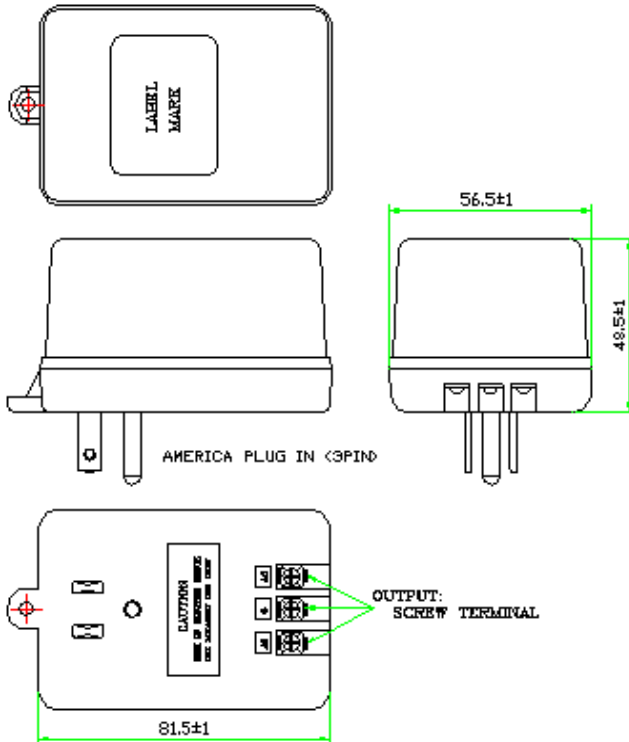 LABEL
MARK
56.5±1
48.5±1
AMERICA PLUG IN (3PIN)
CAUTION
OUTPUT:
SCREW TERMINAL
81.5±1